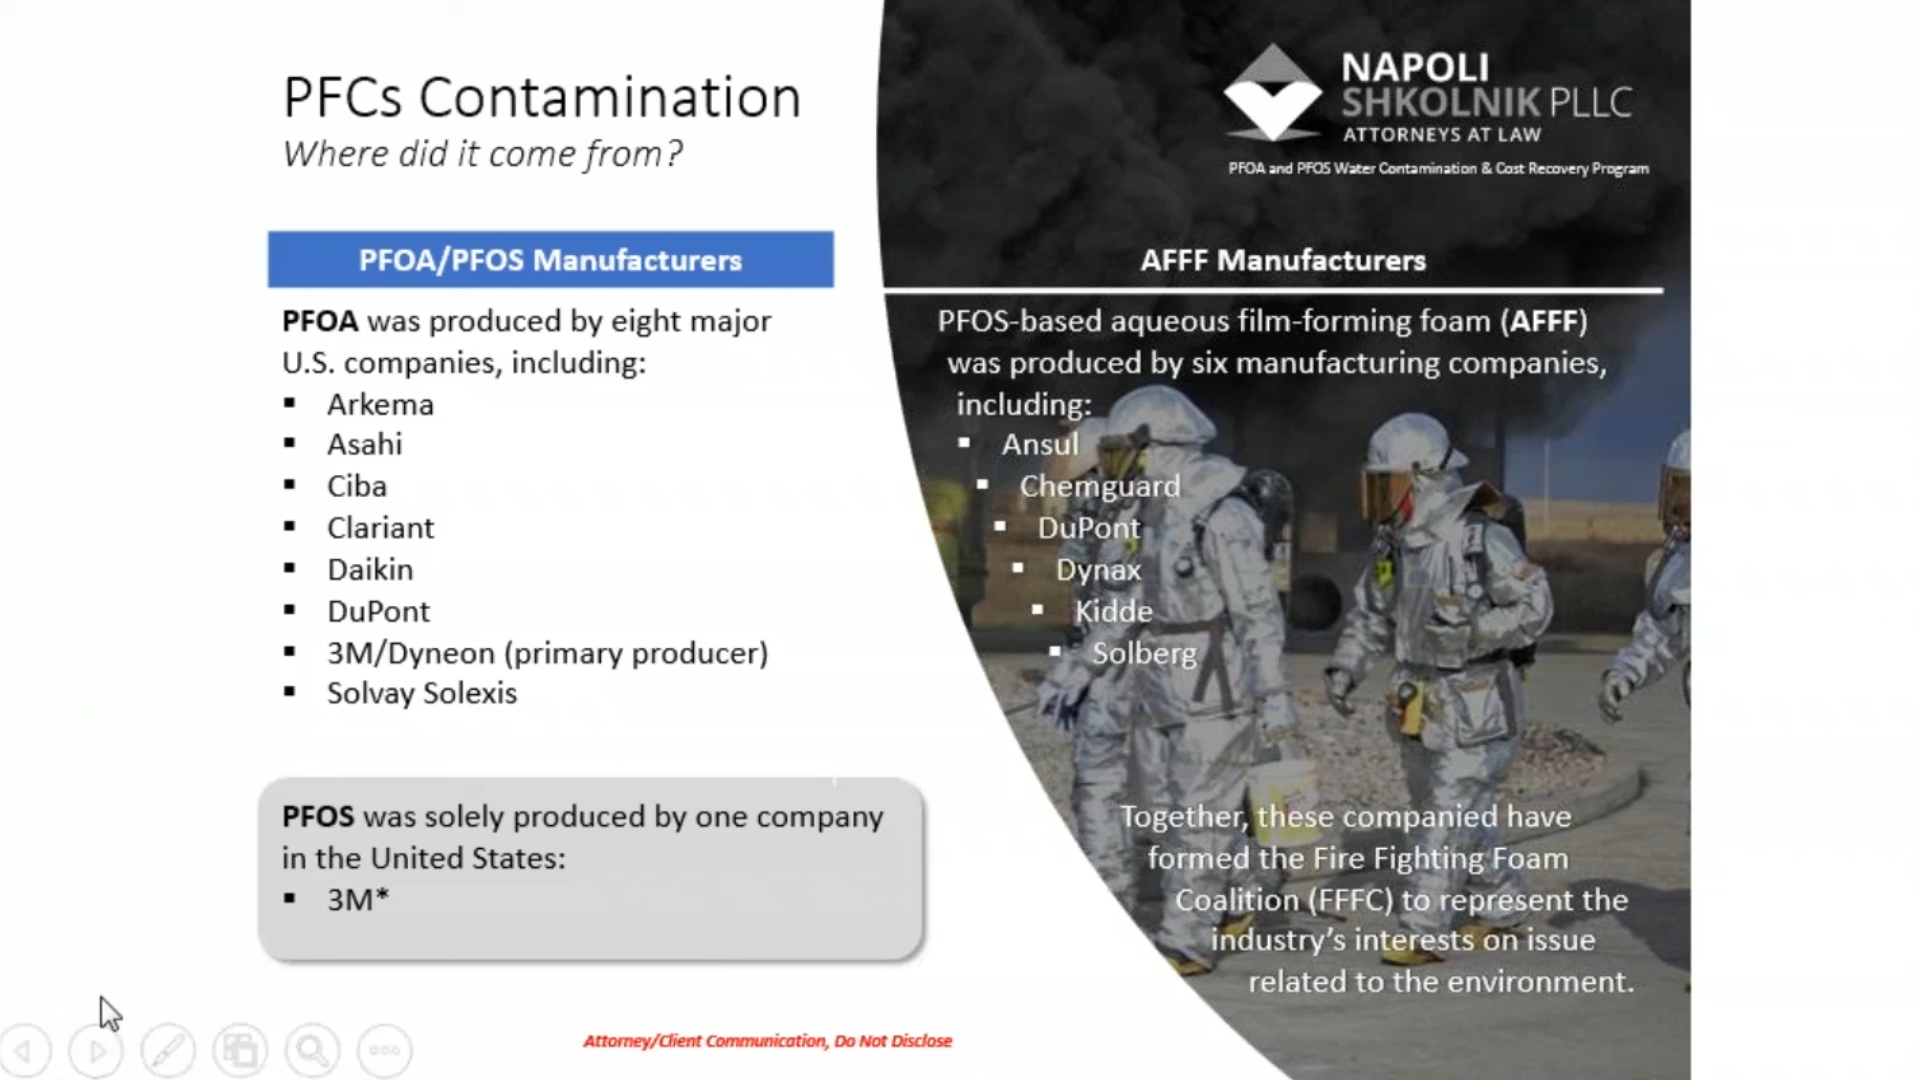 PFCs Contamination
Where did it come from?
NAPOLI
SHKOLNIK PLLC
ATTORNEYS AT LAW
PFOA and PFOS Water Contamination & Cost Recovery Program
PFOA/PFOS Manufacturers
PFOA was produced by eight major
U.S. companies, including:
▪ Arkema
▪ Asahi
▪ Ciba
▪ Clariant
▪ Daikin
▪ DuPont
▪ 3M/Dyneon (primary producer)
▪ Solvay Solexis
PFOS was solely produced by one company
in the United States:
▪ 3M*
AFFF Manufacturers
PFOS-based aqueous film-forming foam (AFFF)
was produced by six manufacturing companies,
including:
▪ Ansul
▪ Chemguard
▪ DuPont
▪ Dynax
▪ Kidde
▪ Solberg
Together, these companied have
formed the Fire Fighting Foam
Coalition (FFFC) to represent the
industry's interests on issue
related to the environment.
Attorney/Client Communication, Do Not Disclose